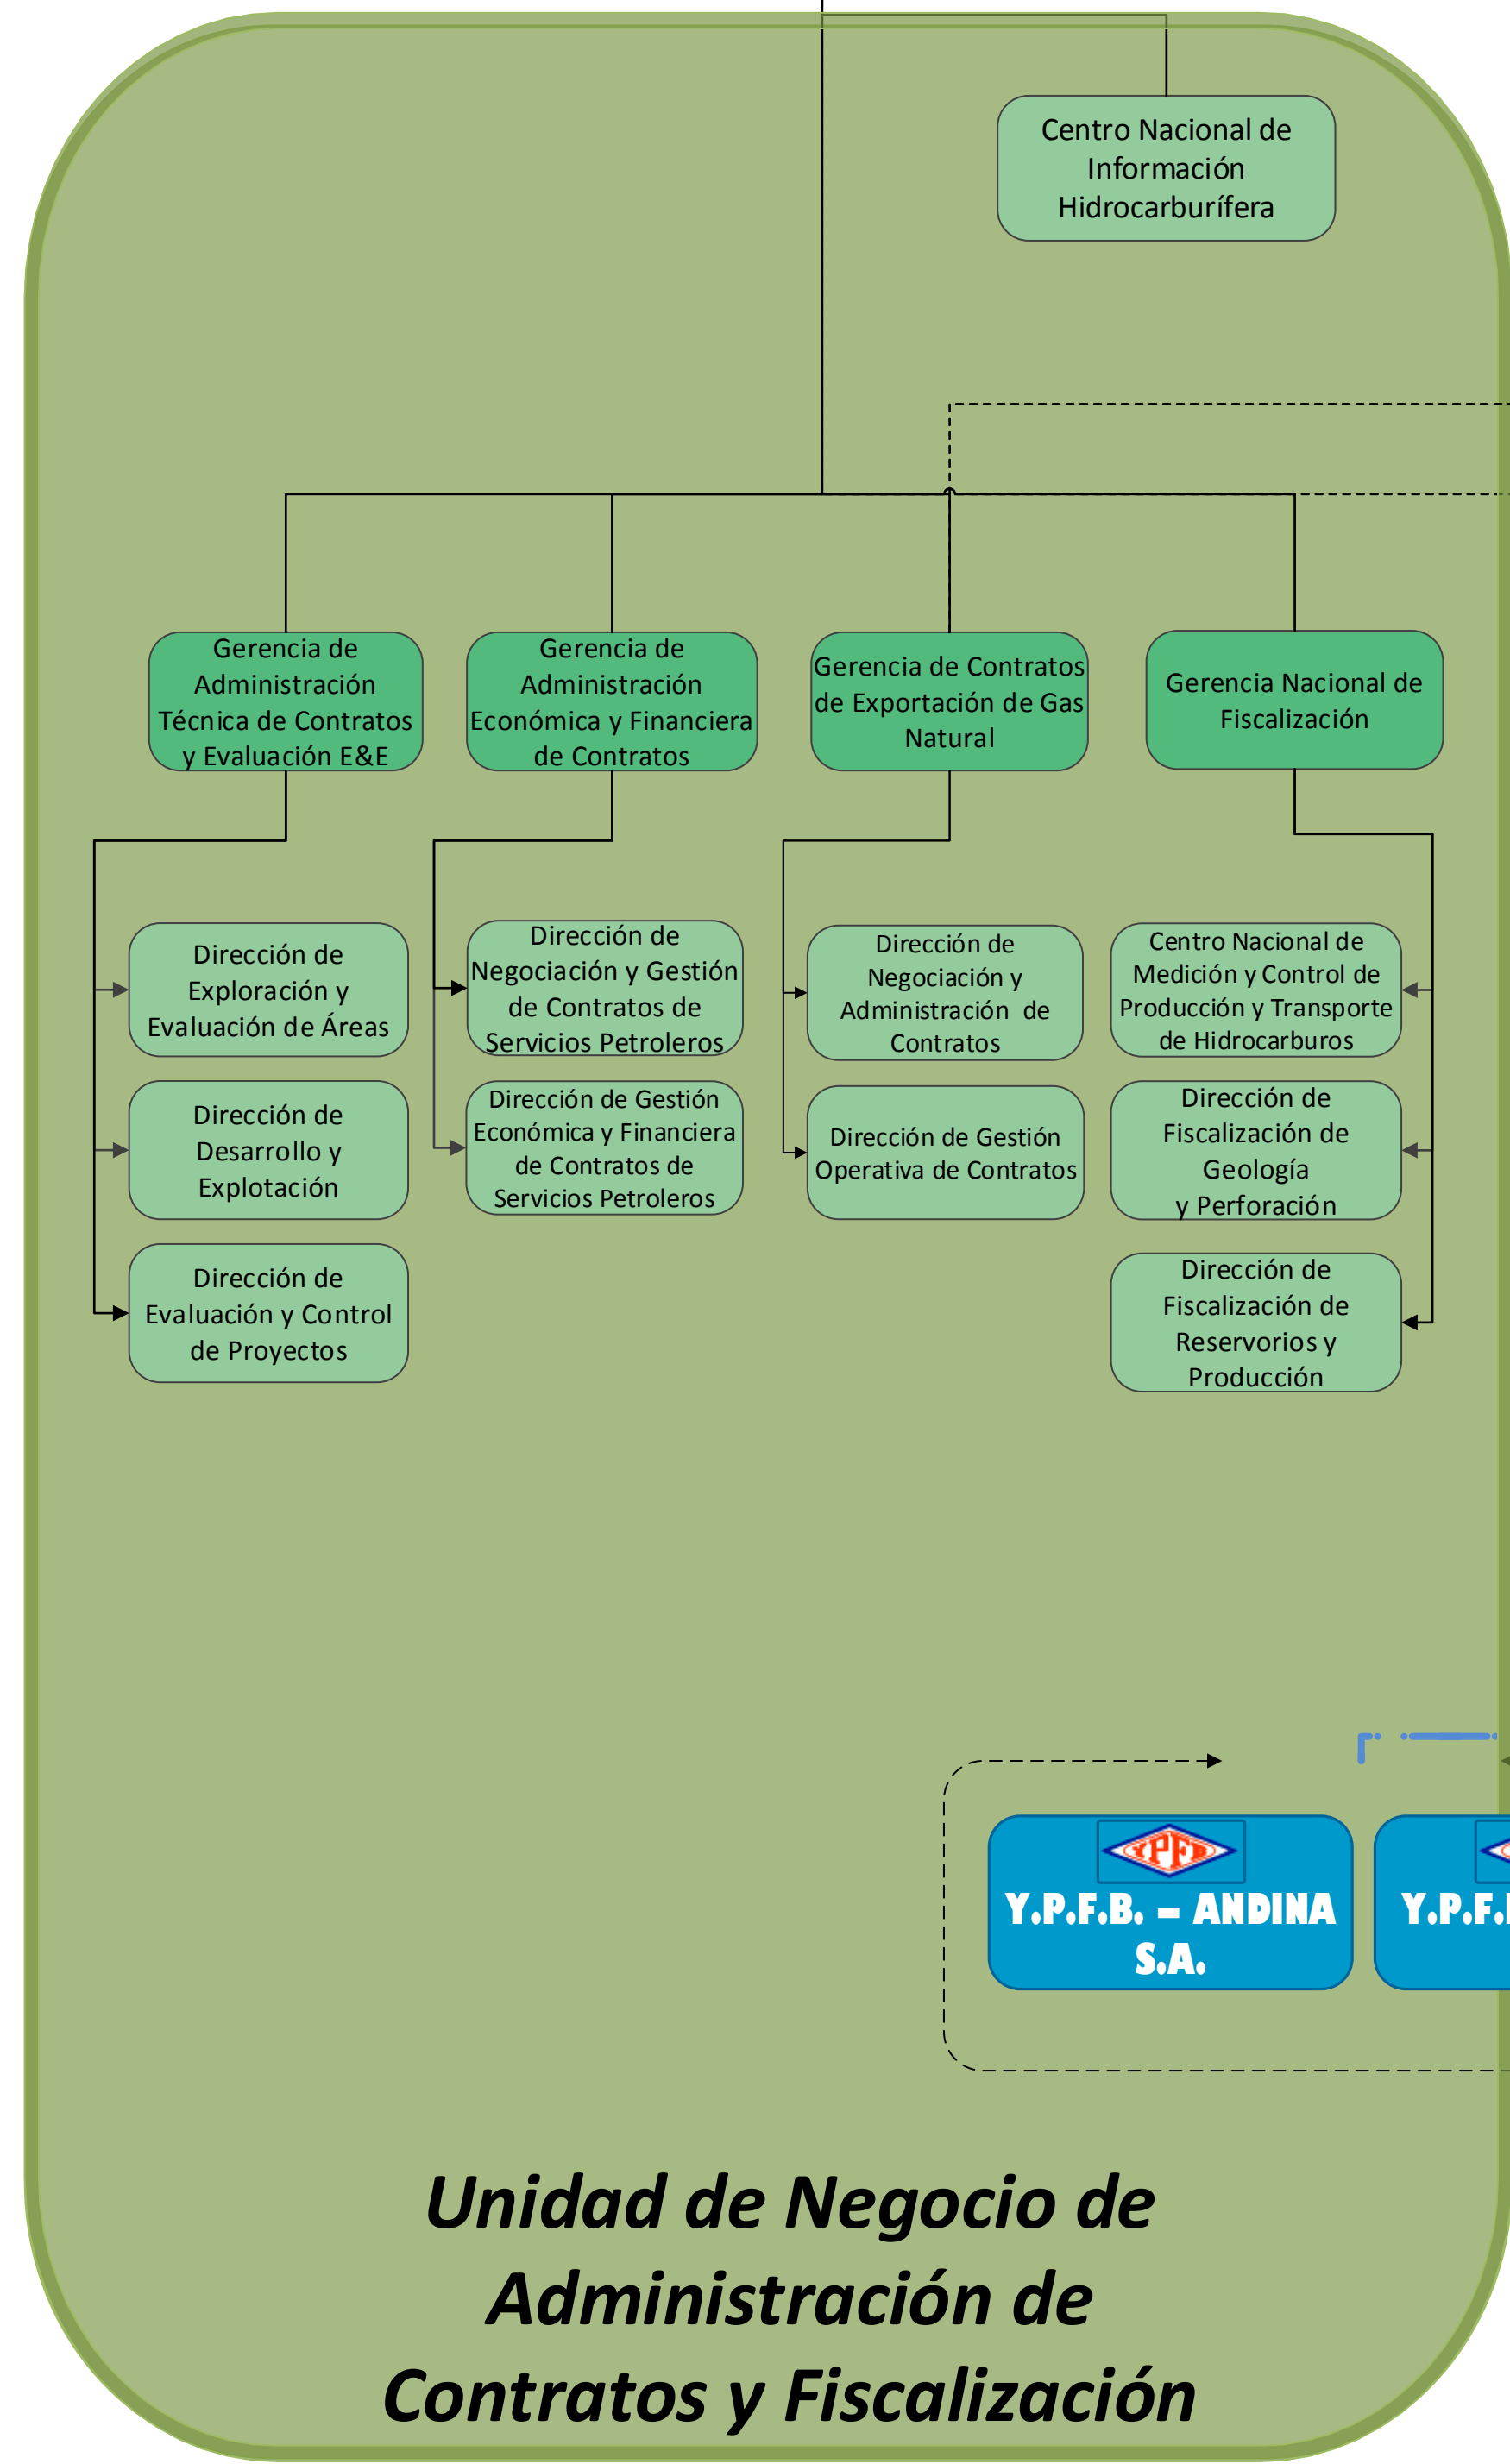 Centro Nacional de
Información
Hidrocarburífera
Gerencia de
Administración
Técnica de Contratos
y Evaluación E&E
Gerencia de
Administración
Económica y Financiera
de Contratos
Gerencia de Contratos
de Exportación de Gas
Natural
Gerencia Nacional de
Fiscalización
Dirección de
Exploración y
Evaluación de Áreas
Dirección de
Desarrollo y
Explotación
Dirección de
Evaluación y Control
de Proyectos
Dirección de
Negociación y Gestión
de Contratos de
Servicios Petroleros
Dirección de Gestión
Económica y Financiera
de Contratos de
Servicios Petroleros
Dirección de
Negociación y
Administración de
Contratos
Dirección de Gestión
Operativa de Contratos
Centro Nacional de
Medición y Control de
Producción y Transporte
de Hidrocarburos
Dirección de
Fiscalización de
Geología
y Perforación
Dirección de
Fiscalización de
Reservorios y
Producción
YPFB
Y.P.F.B. – ANDINA
S.A.
Y.P.F.
Unidad de Negocio de
Administración de
Contratos y Fiscalización